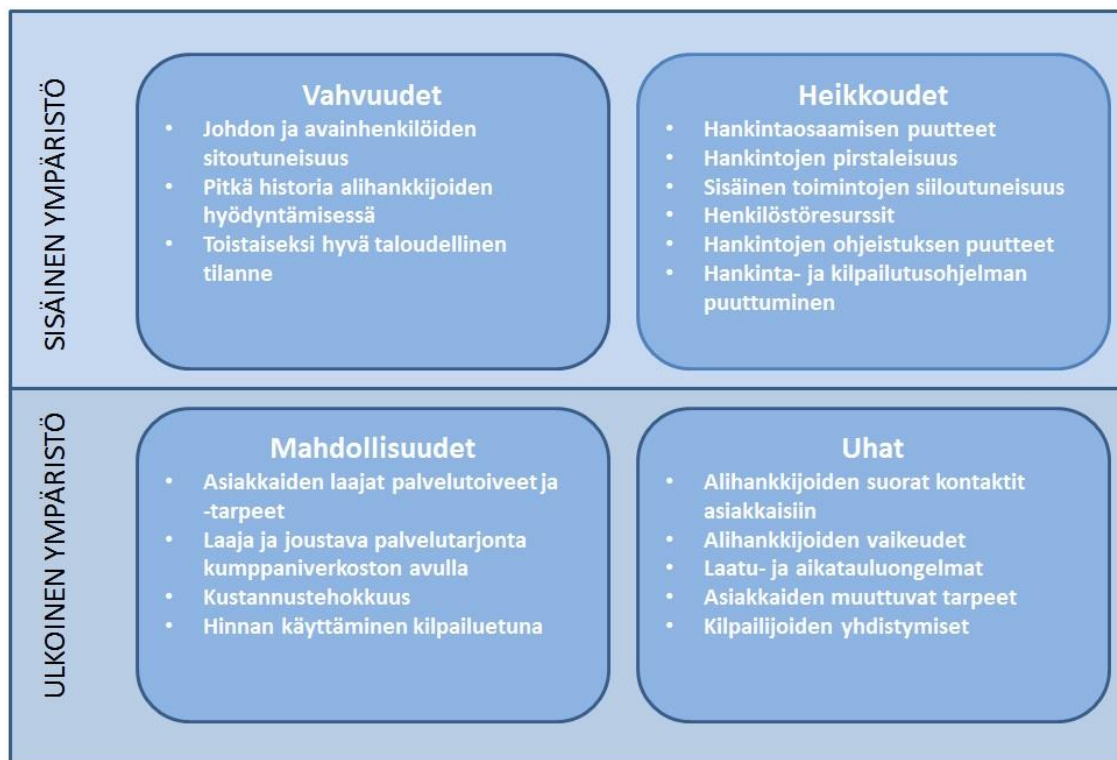 SISÄINEN YMPÄRISTÖ
Vahvuudet
• Johdon ja avainhenkilöiden
sitoutuneisuus
• Pitkä historia alihankkijoiden
hyödyntämisessä
• Toistaiseksi hyvä taloudellinen
tilanne
Heikkoudet
• Hankintaosaamisen puutteet
• Hankintojen pirstaleisuus
• Sisäinen toimintojen siiloutuneisuus
• Henkilöstöresurssit
• Hankintojen ohjeistuksen puutteet
• Hankinta- ja kilpailutusohjelman
puuttuminen
ULKOINEN YMPÄRISTÖ
Mahdollisuudet
• Asiakkaiden laajat palvelutoiveet ja
-tarpeet
• Laaja ja joustava palvelutarjonta
kumppaniverkoston avulla
• Kustannustehokkuus
• Hinnan käyttäminen kilpailuetuna
Uhat
• Alihankkijoiden suorat kontaktit
asiakkaisiin
• Alihankkijoiden vaikeudet
• Laatu- ja aikatauluongelmat
• Asiakkaiden muuttuvat tarpeet
• Kilpailijoiden yhdistymiset